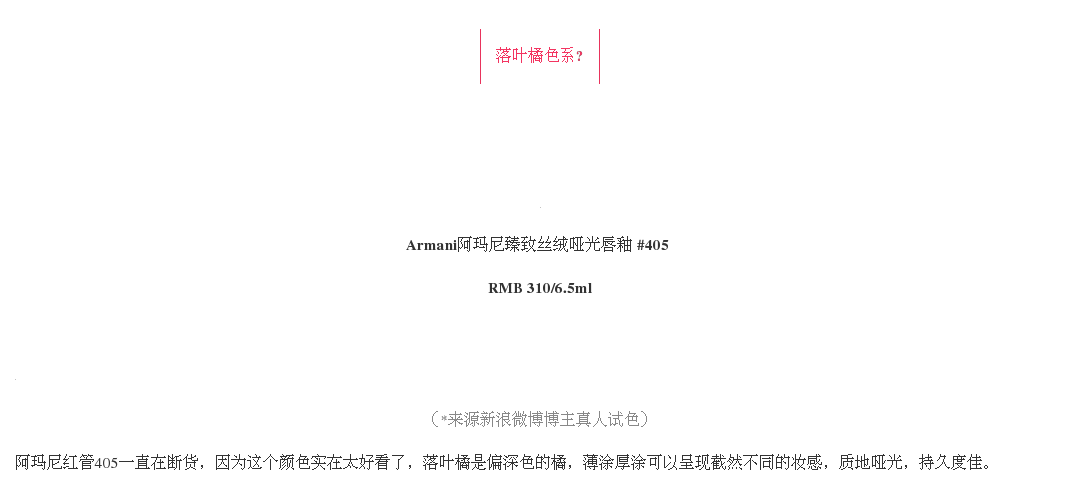 落叶橘色系?
Armani阿玛尼臻致丝绒哑光唇釉 #405
RMB 310/6.5ml
（*来源新浪微博博主真人试色）
阿玛尼红管405一直在断货，因为这个颜色实在太好看了，落叶橘是偏深色的橘，薄涂厚涂可以呈现截然不同的妆感，质地哑光，持久度佳。